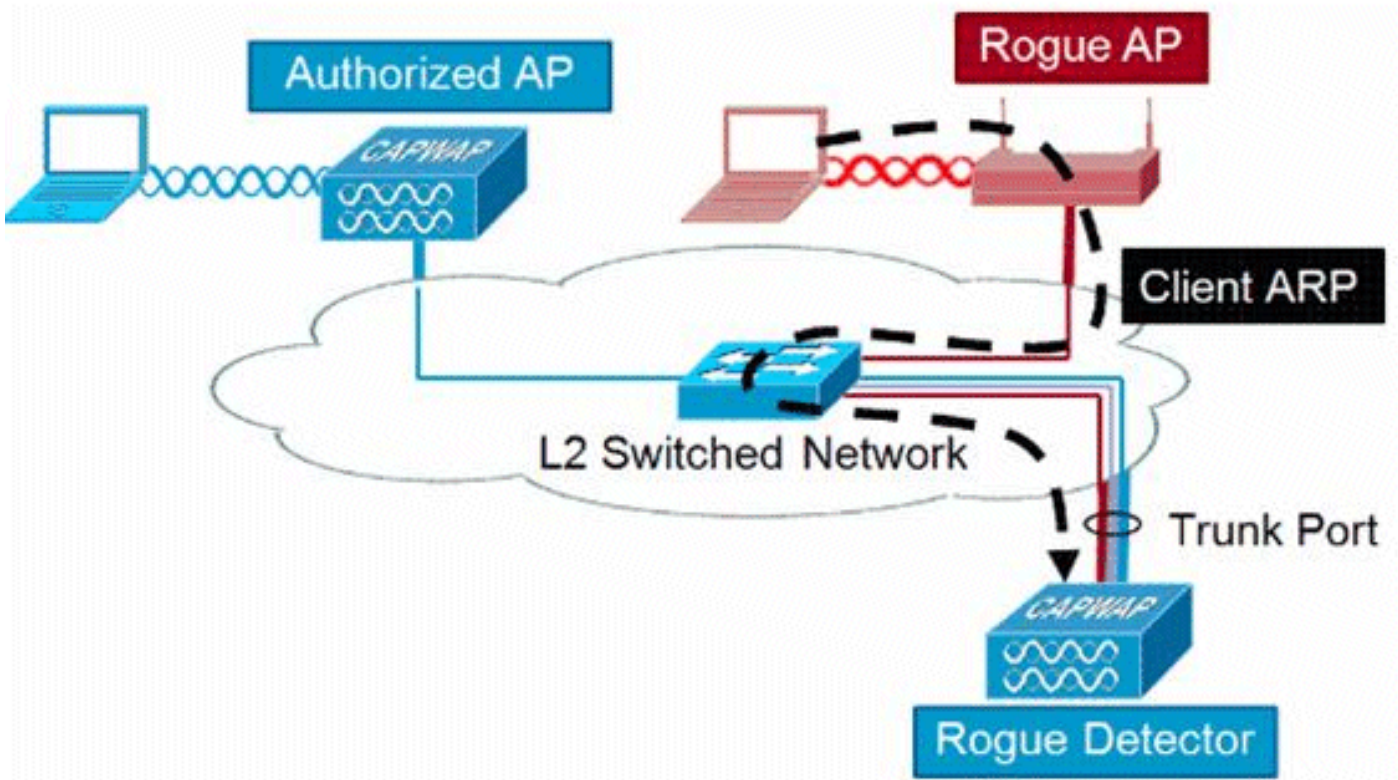 Authorized AP
Rogue AP
CAPWAP
Client ARP
L2 Switched Network
Trunk Port
CAPWAP
Rogue Detector